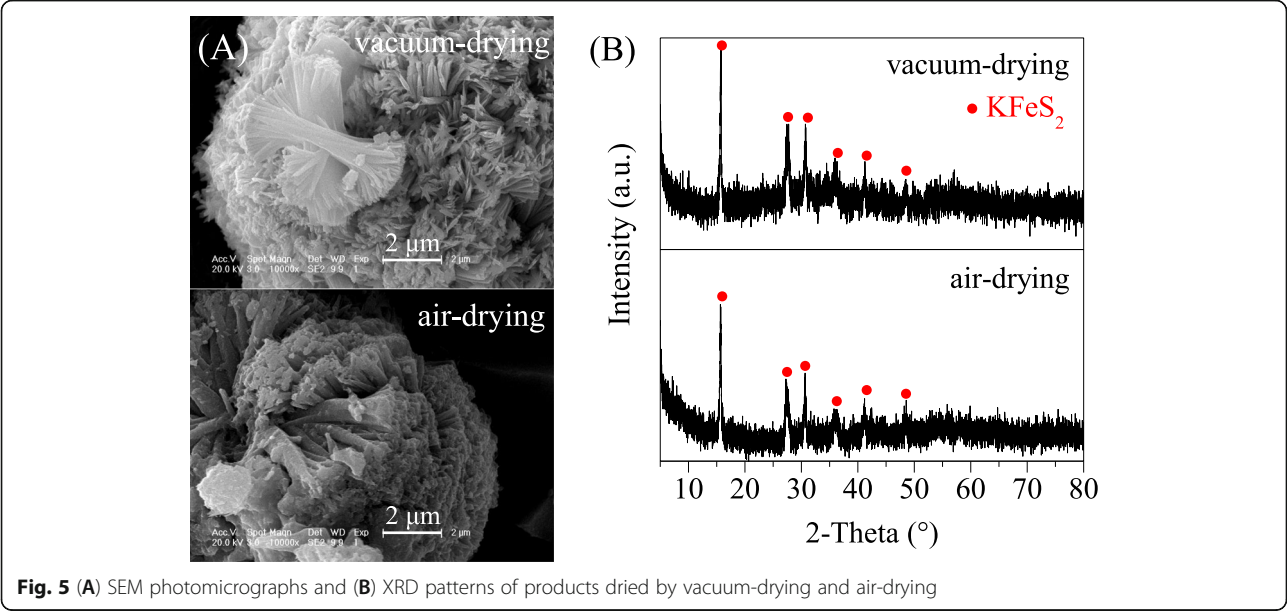 (A)
vacuum-drying
2 μm
Acc.V Spot Magn Det WD Exp 2 μm
20.0 kV 3.0 10000x SE2 9.9 1
air-drying
2 μm
Acc.V Spot Magn Det WD Exp 2 μm
20.0 kV 3.0 10000x SE2 9.9 1
(B)
vacuum-drying
KFeS₂
air-drying
Intensity (a.u.)
10 20 30 40 50 60 70 80
2-Theta (°)
Fig. 5 (A) SEM photomicrographs and (B) XRD patterns of products dried by vacuum-drying and air-drying